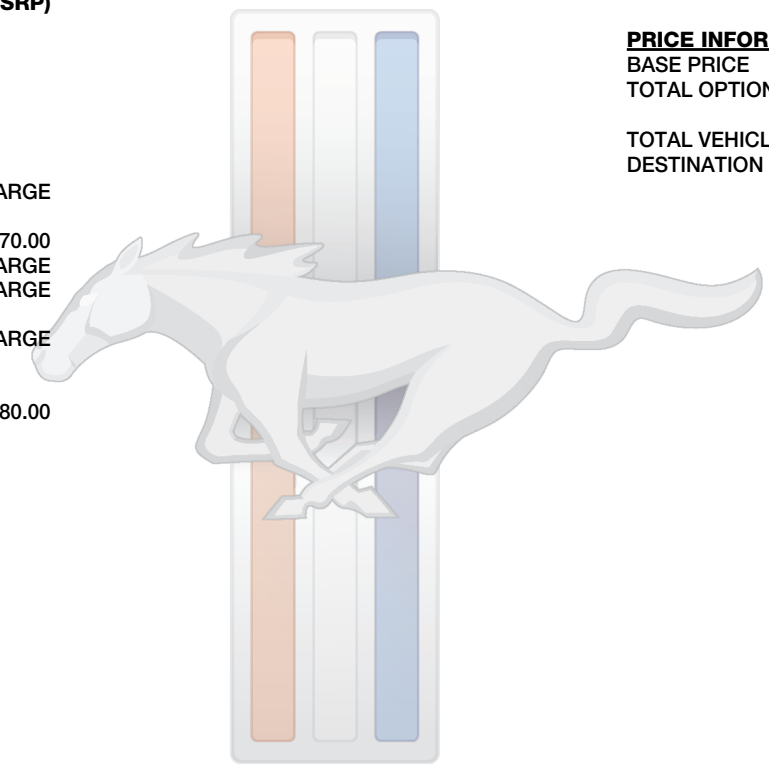 SRP)
ARGE
70.00
ARGE
ARGE
ARGE
80.00
PRICE INFOR
BASE PRICE
TOTAL OPTION
TOTAL VEHICL
DESTINATION